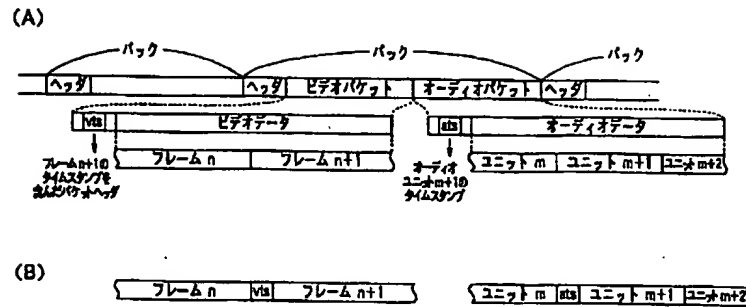 (A)
パック パック パック
ヘッダ ヘッダ ビデオパケット オーディオパケット ヘッダ
vts ビデオデータ ats オーディオデータ
フレーム n フレーム n+1 ユニット m ユニット m+1 ユニット m+2
フレームn+1の
タイムスタンプを
含んだパケットヘッダ
オーディオ
ユニットm+1の
タイムスタンプ
(B)
フレーム n vts フレーム n+1 ユニット m ats ユニット m+1 ユニット m+2